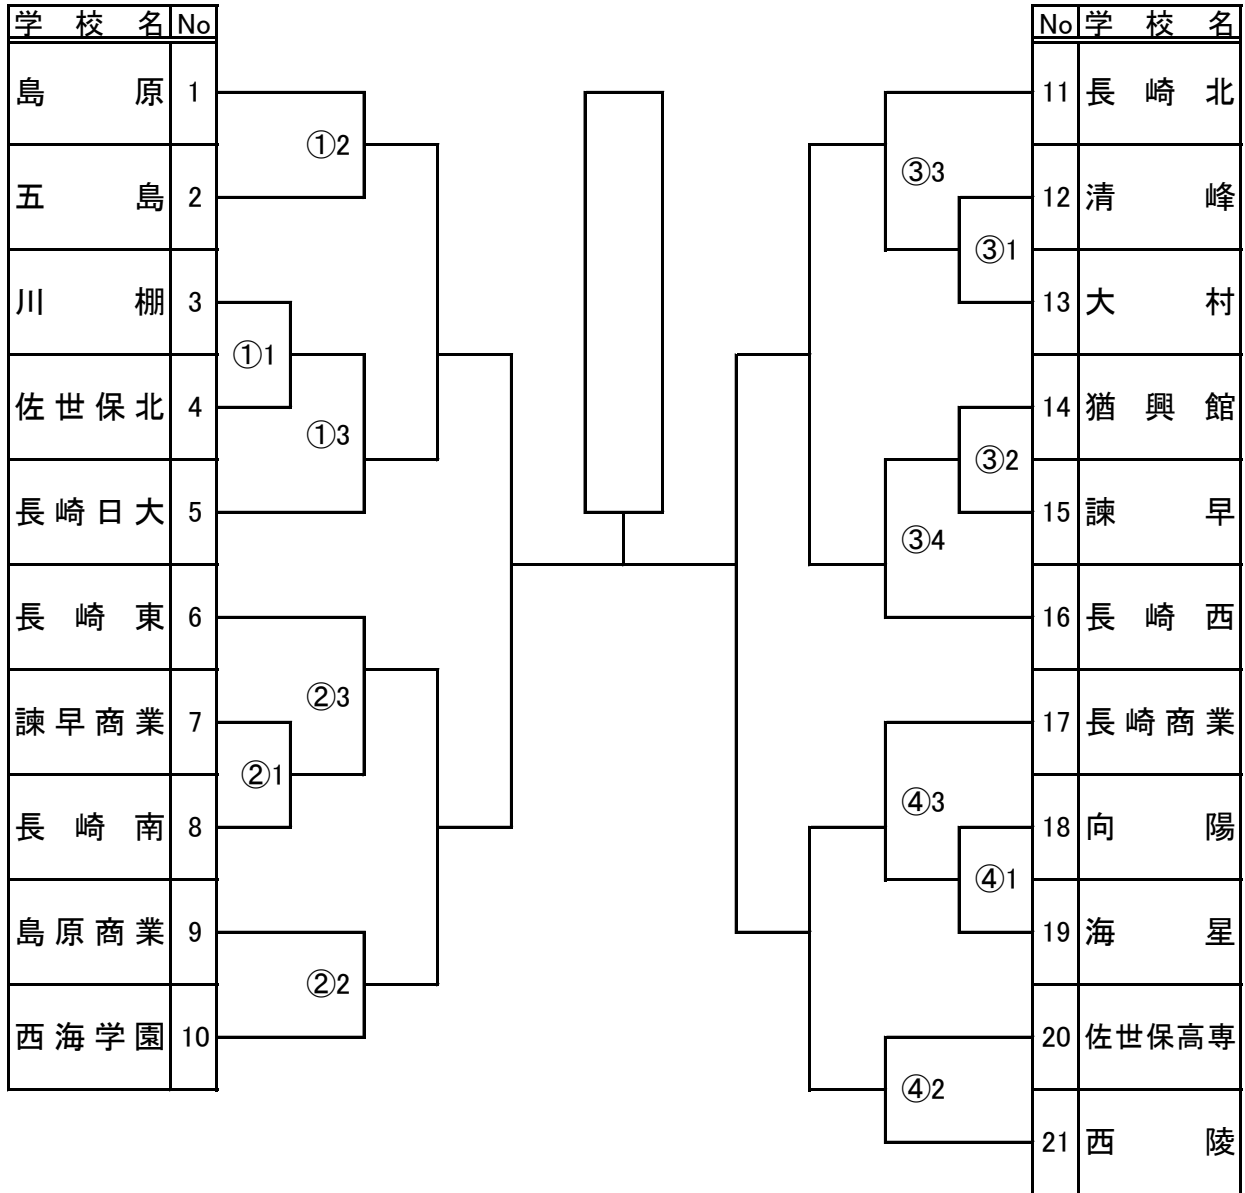 学校名 No
島原 1
①2
五島 2
川棚 3
①1
佐世保北 4
①3
長崎日大 5
長崎東 6
②3
諫早商業 7
②1
長崎南 8
島原商業 9
②2
西海学園 10
No 学校名
11 長崎北
③3
12 清峰
③1
13 大村
14 猶興館
③2
15 諫早
③4
16 長崎西
17 長崎商業
④3
18 向陽
④1
19 海星
20 佐世保高専
④2
21 西陵